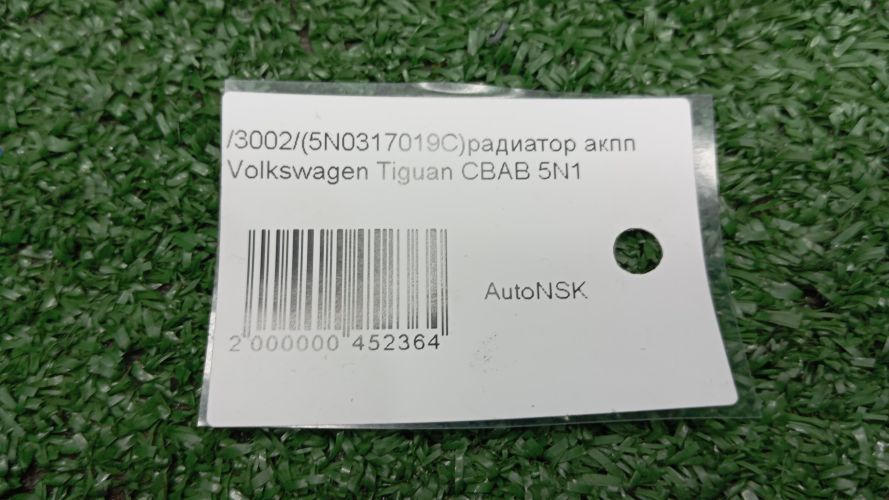 /3002/(5N0317019C)радиатор акпп
Volkswagen Tiguan CBAB 5N1
AutoNSK
2 000000 452364